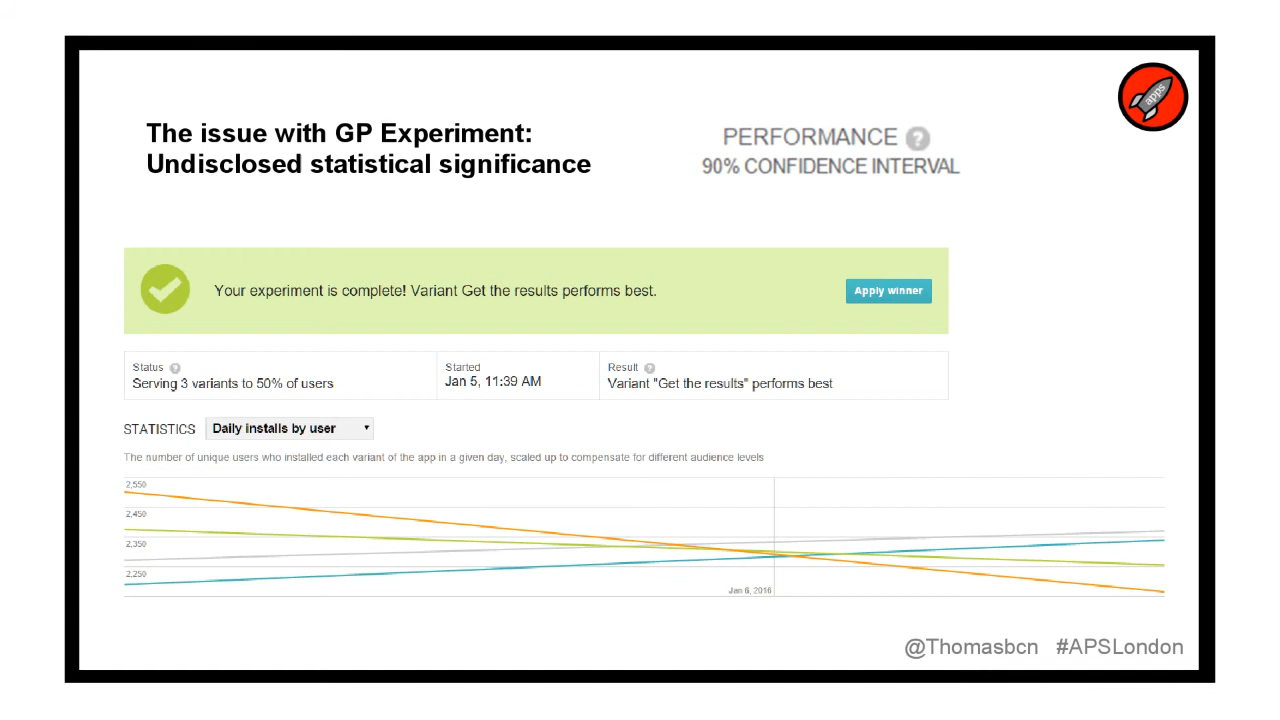 apps
The issue with GP Experiment:
Undisclosed statistical significance
PERFORMANCE ?
90% CONFIDENCE INTERVAL
Your experiment is complete! Variant Get the results performs best.
Apply winner
Status ?
Serving 3 variants to 50% of users
Started
Jan 5, 11:39 AM
Result ?
Variant "Get the results" performs best
STATISTICS Daily installs by user
The number of unique users who installed each variant of the app in a given day, scaled up to compensate for different audience levels
2,550
2,450
2,350
2,250
Jan 6, 2016
@Thomasbcn #APSLondon